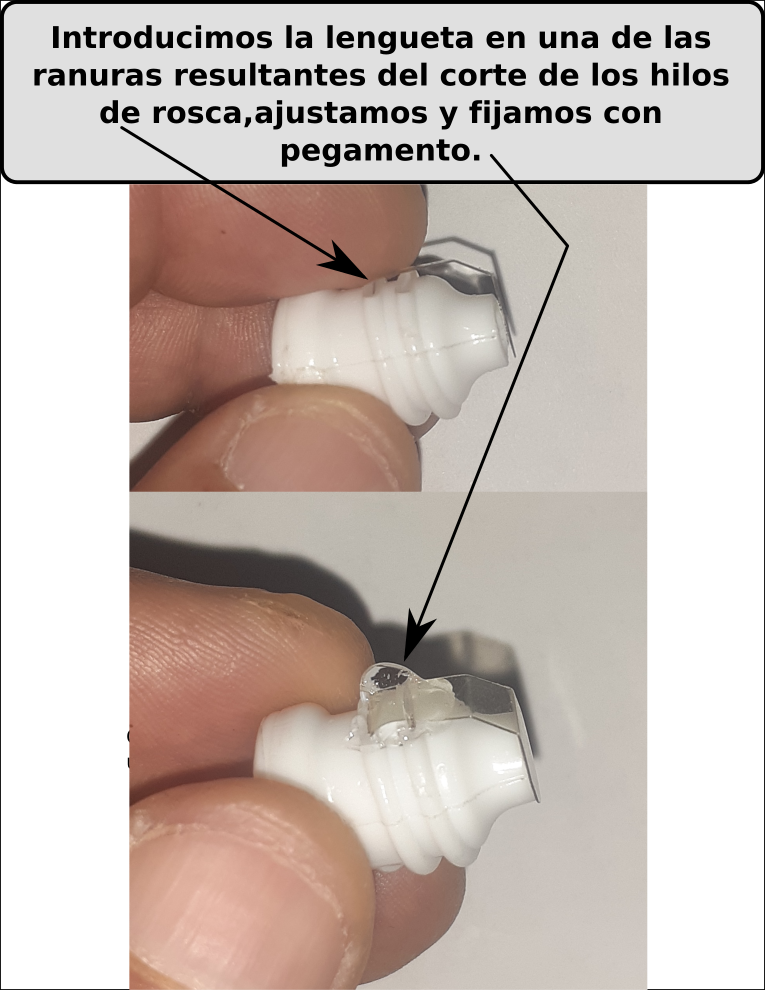 Introducimos la lengueta en una de las
ranuras resultantes del corte de los hilos
de rosca,ajustamos y fijamos con
pegamento.